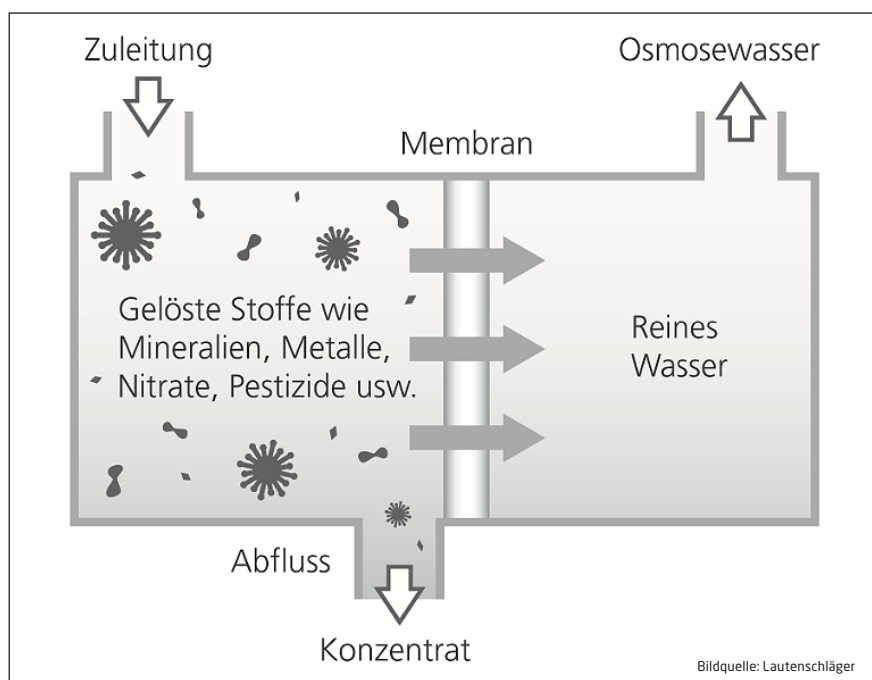 Zuleitung
Osmosewasser
Membran
Gelöste Stoffe wie
Mineralien, Metalle,
Nitrate, Pestizide usw.
Reines
Wasser
Abfluss
Konzentrat
Bildquelle: Lautenschläger